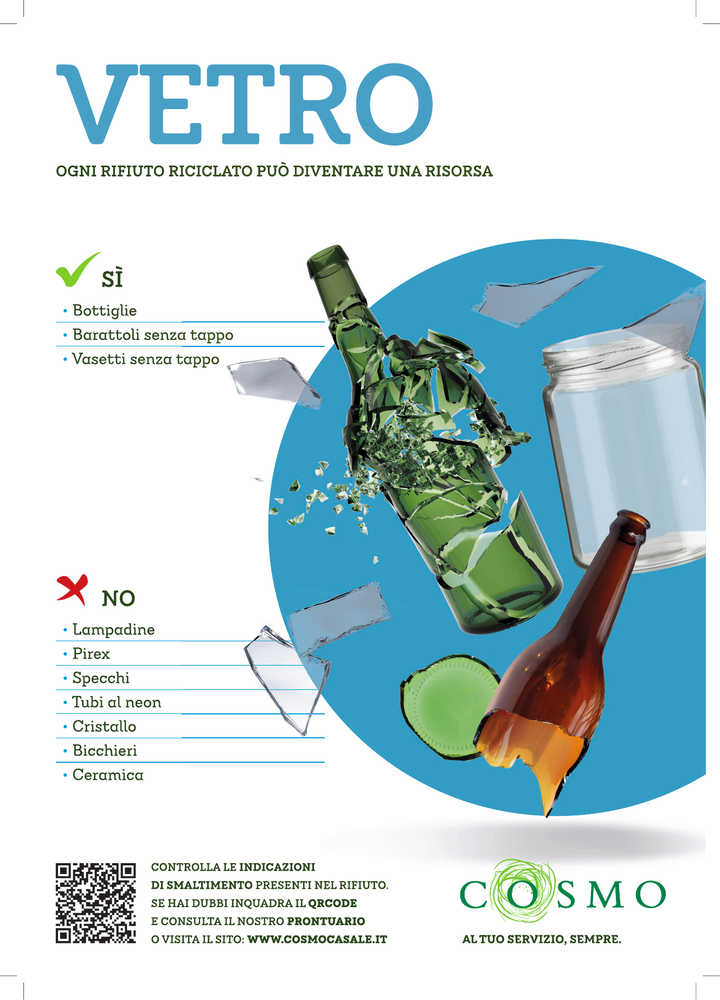 VETRO
OGNI RIFIUTO RICICLATO PUÒ DIVENTARE UNA RISORSA
SÌ
• Bottiglie
• Barattoli senza tappo
• Vasetti senza tappo
NO
• Lampadine
• Pirex
• Specchi
• Tubi al neon
• Cristallo
• Bicchieri
• Ceramica
CONTROLLA LE INDICAZIONI
DI SMALTIMENTO PRESENTI NEL RIFIUTO.
SE HAI DUBBI INQUADRA IL QRCODE
E CONSULTA IL NOSTRO PRONTUARIO
O VISITA IL SITO: WWW.COSMOCASALE.IT
COSMO
AL TUO SERVIZIO, SEMPRE.